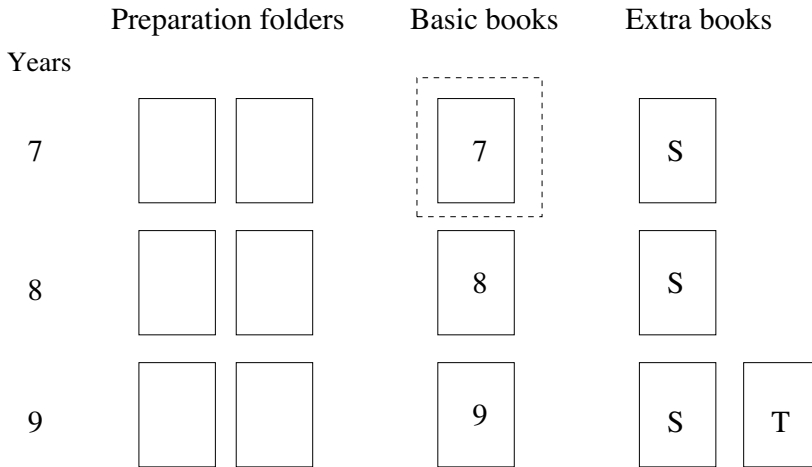 Preparation folders Basic books Extra books
Years
7 7 S
8 8 S
9 9 S T